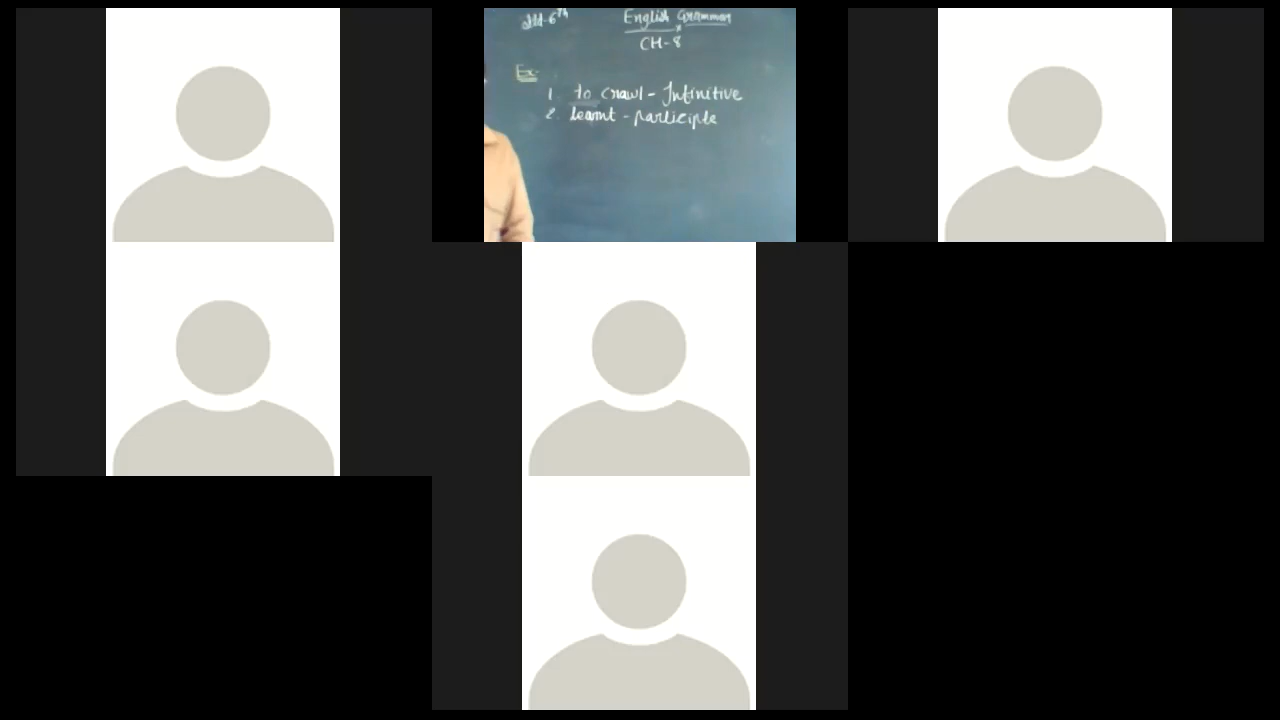 Std-6th
English Grammar
CH-8
Ex-
1. to crawl - Infinitive
2. learnt - participle